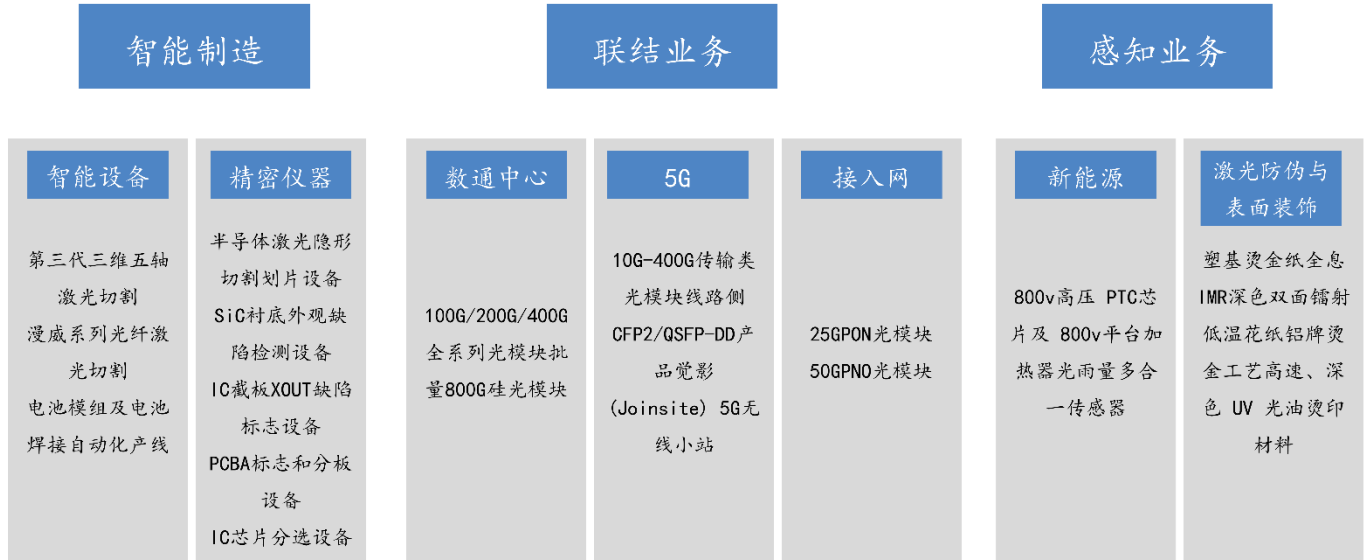 智能制造
联结业务
感知业务
智能设备
第三代三维五轴
激光切割
漫威系列光纤激
光切割
电池模组及电池
焊接自动化产线
精密仪器
半导体激光隐形
切割划片设备
SiC衬底外观缺
陷检测设备
IC截板XOUT缺陷
标志设备
PCBA标志和分板
设备
IC芯片分选设备
数通中心
100G/200G/400G
全系列光模块批
量800G硅光模块
5G
10G-400G传输类
光模块线路侧
CFP2/QSFP-DD产
品觉影
(Joinsite) 5G无
线小站
接入网
25GPON光模块
50GPNO光模块
新能源
800v高压 PTC芯
片及 800v平台加
热器光雨量多合
一传感器
激光防伪与
表面装饰
塑基烫金纸全息
IMR深色双面镭射
低温花纸铝牌烫
金工艺高速、深
色 UV 光油烫印
材料